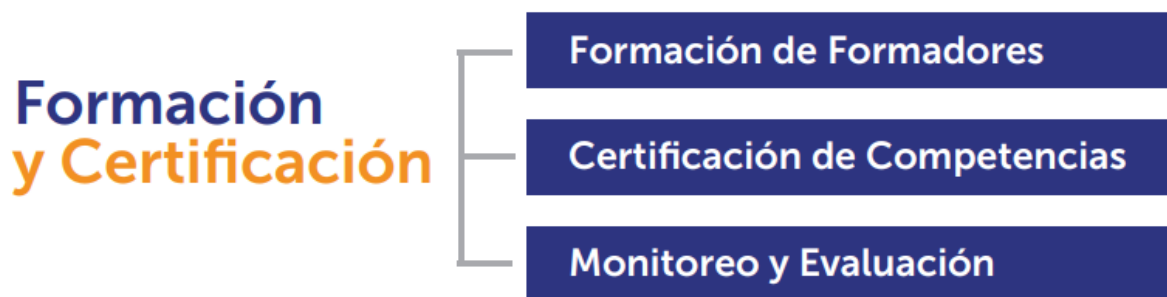 Formación
y Certificación
Formación de Formadores
Certificación de Competencias
Monitoreo y Evaluación